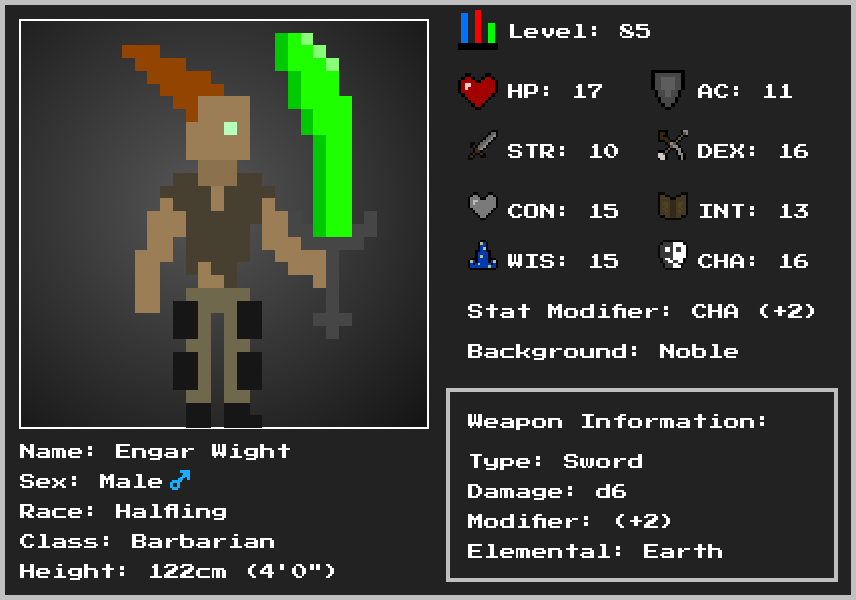 Level: 85
HP: 17 AC: 11
STR: 10 DEX: 16
CON: 15 INT: 13
WIS: 15 CHA: 16
Stat Modifier: CHA (+2)
Background: Noble
Weapon Information:
Type: Sword
Damage: d6
Modifier: (+2)
Elemental: Earth
Name: Engar Wight
Sex: Male ♂
Race: Halfling
Class: Barbarian
Height: 122cm (4'0")